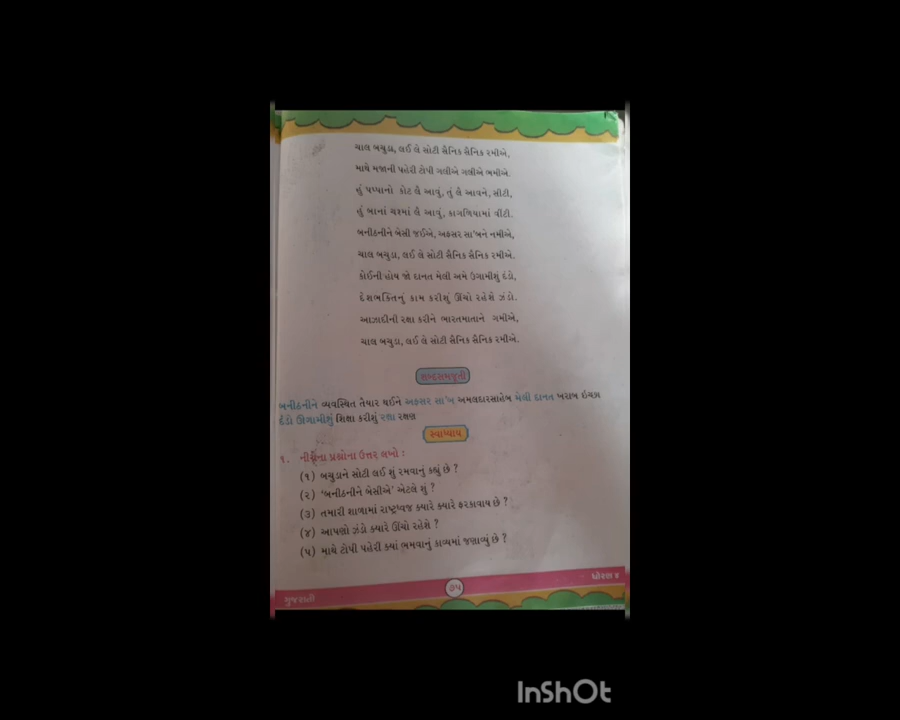 ચાલ બચુડા, લઈ લે સોટી સૈનિક સૈનિક રમીએ,
માથે મજાની પહેરી ટોપી ગલીએ ગલીએ ભમીએ.
હું પપ્પાનો કોટ લૈ આવું, તું લૈ આવને, સીટી,
હું બાનાં ચશ્માં લૈ આવું, કાગળિયામાં વીંટી.
બનીઠનીને બેસી જઈએ, અફસર સા'બને નમીએ,
ચાલ બચુડા, લઈ લે સોટી સૈનિક સૈનિક રમીએ.
કોઈની હોય જો દાનત મેલી અમે ઉગામીશું દંડો,
દેશભક્તિનું કામ કરીશું ઊંચો રહેશે ઝંડો.
આઝાદીની રક્ષા કરીને ભારતમાતાને ગમીએ,
ચાલ બચુડા, લઈ લે સોટી સૈનિક સૈનિક રમીએ.
શબ્દસમજૂતી
બનીઠનીને વ્યવસ્થિત તૈયાર થઈને અફસર સા'બ અમલદારસાહેબ મેલી દાનત ખરાબ ઇચ્છા
દંડો ઊગામીશું શિક્ષા કરીશું રક્ષા રક્ષણ
સ્વાધ્યાય
૧. નીચેના પ્રશ્નોના ઉત્તર લખો :
(૧) બચુડાને સોટી લઈ શું રમવાનું કહ્યું છે ?
(૨) 'બનીઠનીને બેસીએ' એટલે શું ?
(૩) તમારી શાળામાં રાષ્ટ્રધ્વજ ક્યારે ક્યારે ફરકાવાય છે ?
(૪) આપણો ઝંડો ક્યારે ઊંચો રહેશે ?
(૫) માથે ટોપી પહેરી ક્યાં ભમવાનું કાવ્યમાં જણાવ્યું છે ?
ગુજરાતી ૭૫ ધોરણ ૪
InShOt